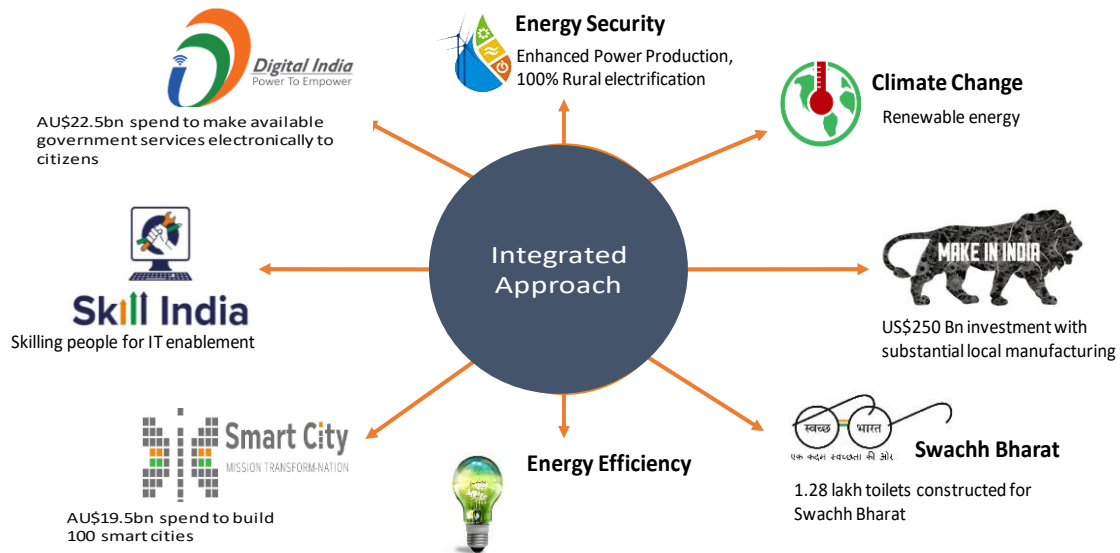 Digital India
Power To Empower
AU$22.5bn spend to make available
government services electronically to
citizens
Energy Security
Enhanced Power Production,
100% Rural electrification
Climate Change
Renewable energy
Integrated
Approach
MAKE IN INDIA
US$250 Bn investment with
substantial local manufacturing
Skill India
Skilling people for IT enablement
Smart City
MISSION TRANSFORM-NATION
AU$19.5bn spend to build
100 smart cities
Energy Efficiency
स्वच्छ भारत
एक कदम स्वच्छता की ओर
Swachh Bharat
1.28 lakh toilets constructed for
Swachh Bharat